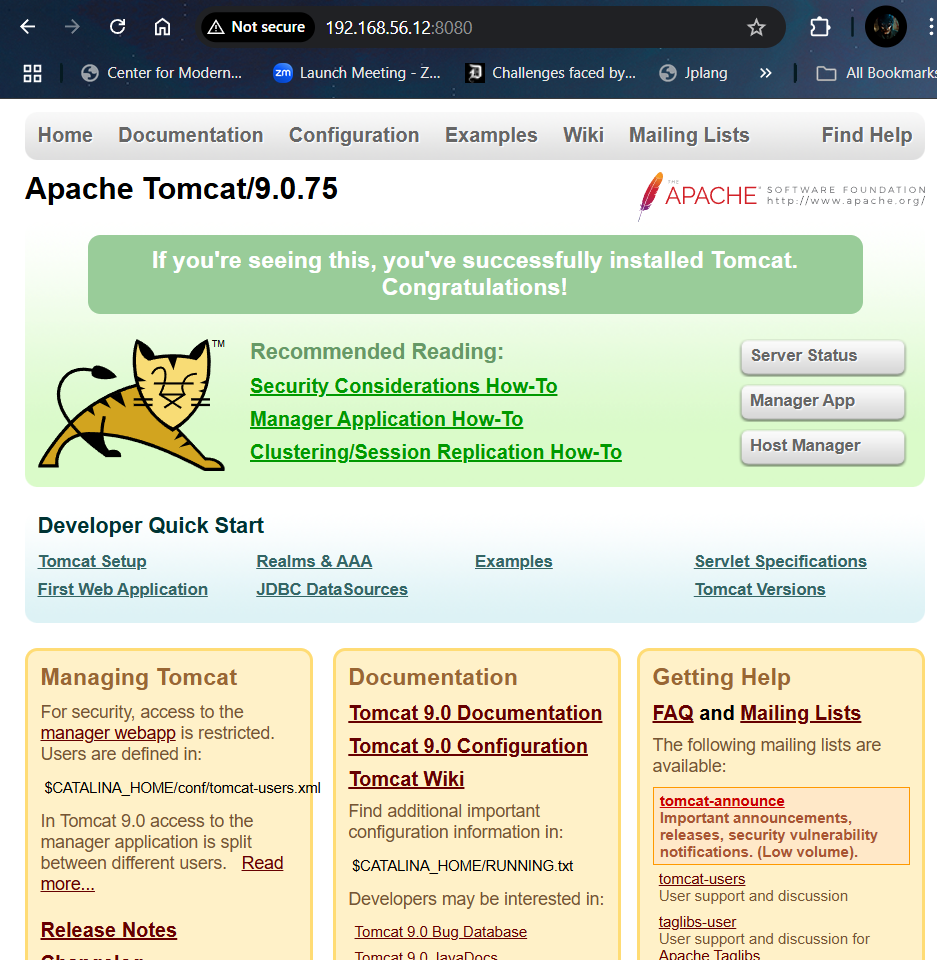 Not secure 192.168.56.12:8080
Center for Modern... Launch Meeting - Z... Challenges faced by... Jplang » All Bookmarks
Home Documentation Configuration Examples Wiki Mailing Lists Find Help
Apache Tomcat/9.0.75
THE APACHE® SOFTWARE FOUNDATION
http://www.apache.org/
If you're seeing this, you've successfully installed Tomcat.
Congratulations!
TM
Recommended Reading:
Security Considerations How-To
Manager Application How-To
Clustering/Session Replication How-To
Server Status
Manager App
Host Manager
Developer Quick Start
Tomcat Setup
First Web Application
Realms & AAA
JDBC DataSources
Examples
Servlet Specifications
Tomcat Versions
Managing Tomcat
For security, access to the
manager webapp is restricted.
Users are defined in:
$CATALINA_HOME/conf/tomcat-users.xml
In Tomcat 9.0 access to the
manager application is split
between different users. Read
more...
Release Notes
Changelog
Documentation
Tomcat 9.0 Documentation
Tomcat 9.0 Configuration
Tomcat Wiki
Find additional important
configuration information in:
$CATALINA_HOME/RUNNING.txt
Developers may be interested in:
Tomcat 9.0 Bug Database
Tomcat 9.0 JavaDocs
Getting Help
FAQ and Mailing Lists
The following mailing lists are
available:
tomcat-announce
Important announcements,
releases, security vulnerability
notifications. (Low volume).
tomcat-users
User support and discussion
taglibs-user
User support and discussion for
Apache Taglibs